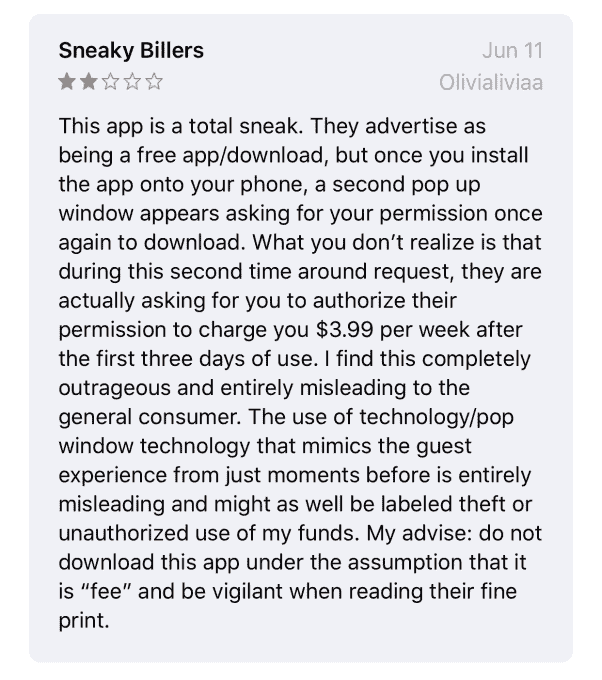 Sneaky Billers
Jun 11
Olivialiviaa
This app is a total sneak. They advertise as
being a free app/download, but once you install
the app onto your phone, a second pop up
window appears asking for your permission once
again to download. What you don’t realize is that
during this second time around request, they are
actually asking for you to authorize their
permission to charge you $3.99 per week after
the first three days of use. I find this completely
outrageous and entirely misleading to the
general consumer. The use of technology/pop
window technology that mimics the guest
experience from just moments before is entirely
misleading and might as well be labeled theft or
unauthorized use of my funds. My advise: do not
download this app under the assumption that it
is “fee” and be vigilant when reading their fine
print.